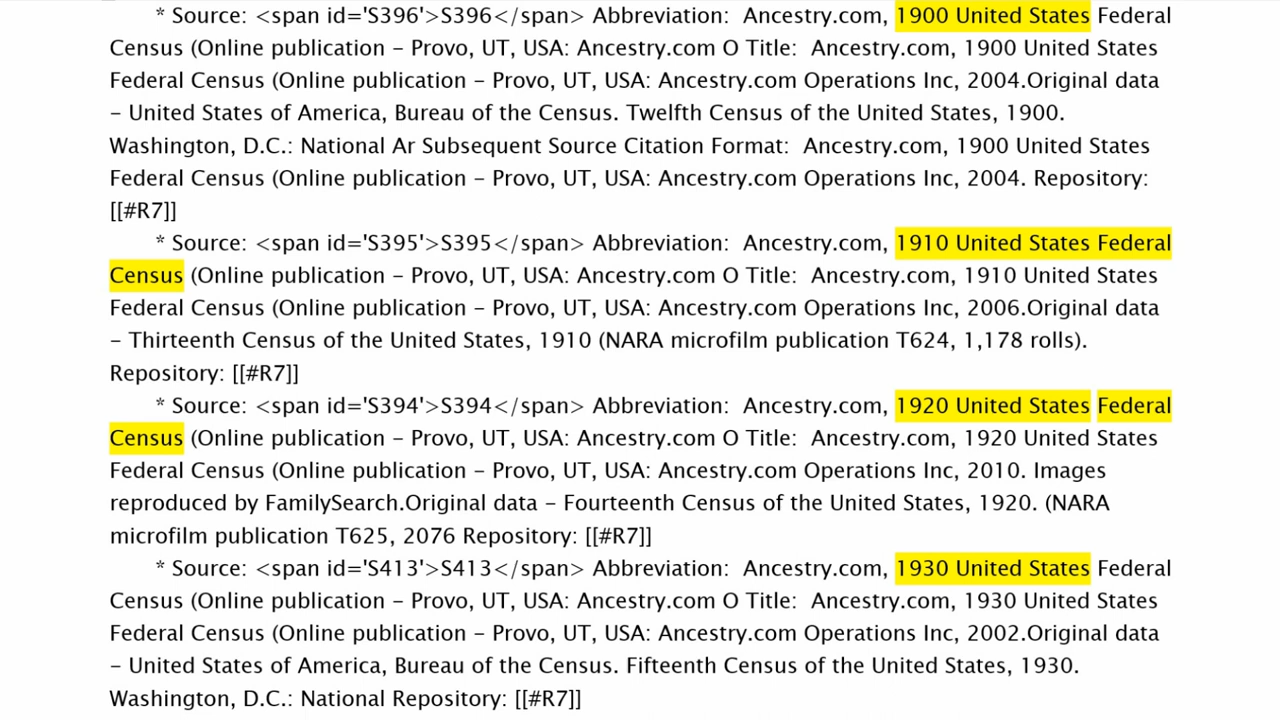 * Source: <span id='S396'>S396</span> Abbreviation:  Ancestry.com, 1900 United States Federal
Census (Online publication – Provo, UT, USA: Ancestry.com O Title:  Ancestry.com, 1900 United States
Federal Census (Online publication – Provo, UT, USA: Ancestry.com Operations Inc, 2004.Original data
– United States of America, Bureau of the Census. Twelfth Census of the United States, 1900.
Washington, D.C.: National Ar Subsequent Source Citation Format:  Ancestry.com, 1900 United States
Federal Census (Online publication – Provo, UT, USA: Ancestry.com Operations Inc, 2004. Repository:
[[#R7]]
* Source: <span id='S395'>S395</span> Abbreviation:  Ancestry.com, 1910 United States Federal
Census (Online publication – Provo, UT, USA: Ancestry.com O Title:  Ancestry.com, 1910 United States
Federal Census (Online publication – Provo, UT, USA: Ancestry.com Operations Inc, 2006.Original data
– Thirteenth Census of the United States, 1910 (NARA microfilm publication T624, 1,178 rolls).
Repository: [[#R7]]
* Source: <span id='S394'>S394</span> Abbreviation:  Ancestry.com, 1920 United States Federal
Census (Online publication – Provo, UT, USA: Ancestry.com O Title:  Ancestry.com, 1920 United States
Federal Census (Online publication – Provo, UT, USA: Ancestry.com Operations Inc, 2010. Images
reproduced by FamilySearch.Original data – Fourteenth Census of the United States, 1920. (NARA
microfilm publication T625, 2076 Repository: [[#R7]]
* Source: <span id='S413'>S413</span> Abbreviation:  Ancestry.com, 1930 United States Federal
Census (Online publication – Provo, UT, USA: Ancestry.com O Title:  Ancestry.com, 1930 United States
Federal Census (Online publication – Provo, UT, USA: Ancestry.com Operations Inc, 2002.Original data
– United States of America, Bureau of the Census. Fifteenth Census of the United States, 1930.
Washington, D.C.: National Repository: [[#R7]]